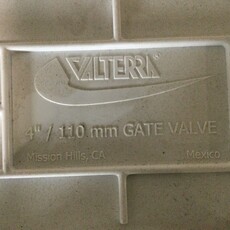 VALTERRA
4" / 110 mm GATE VALVE
Mission Hills, CA Mexico